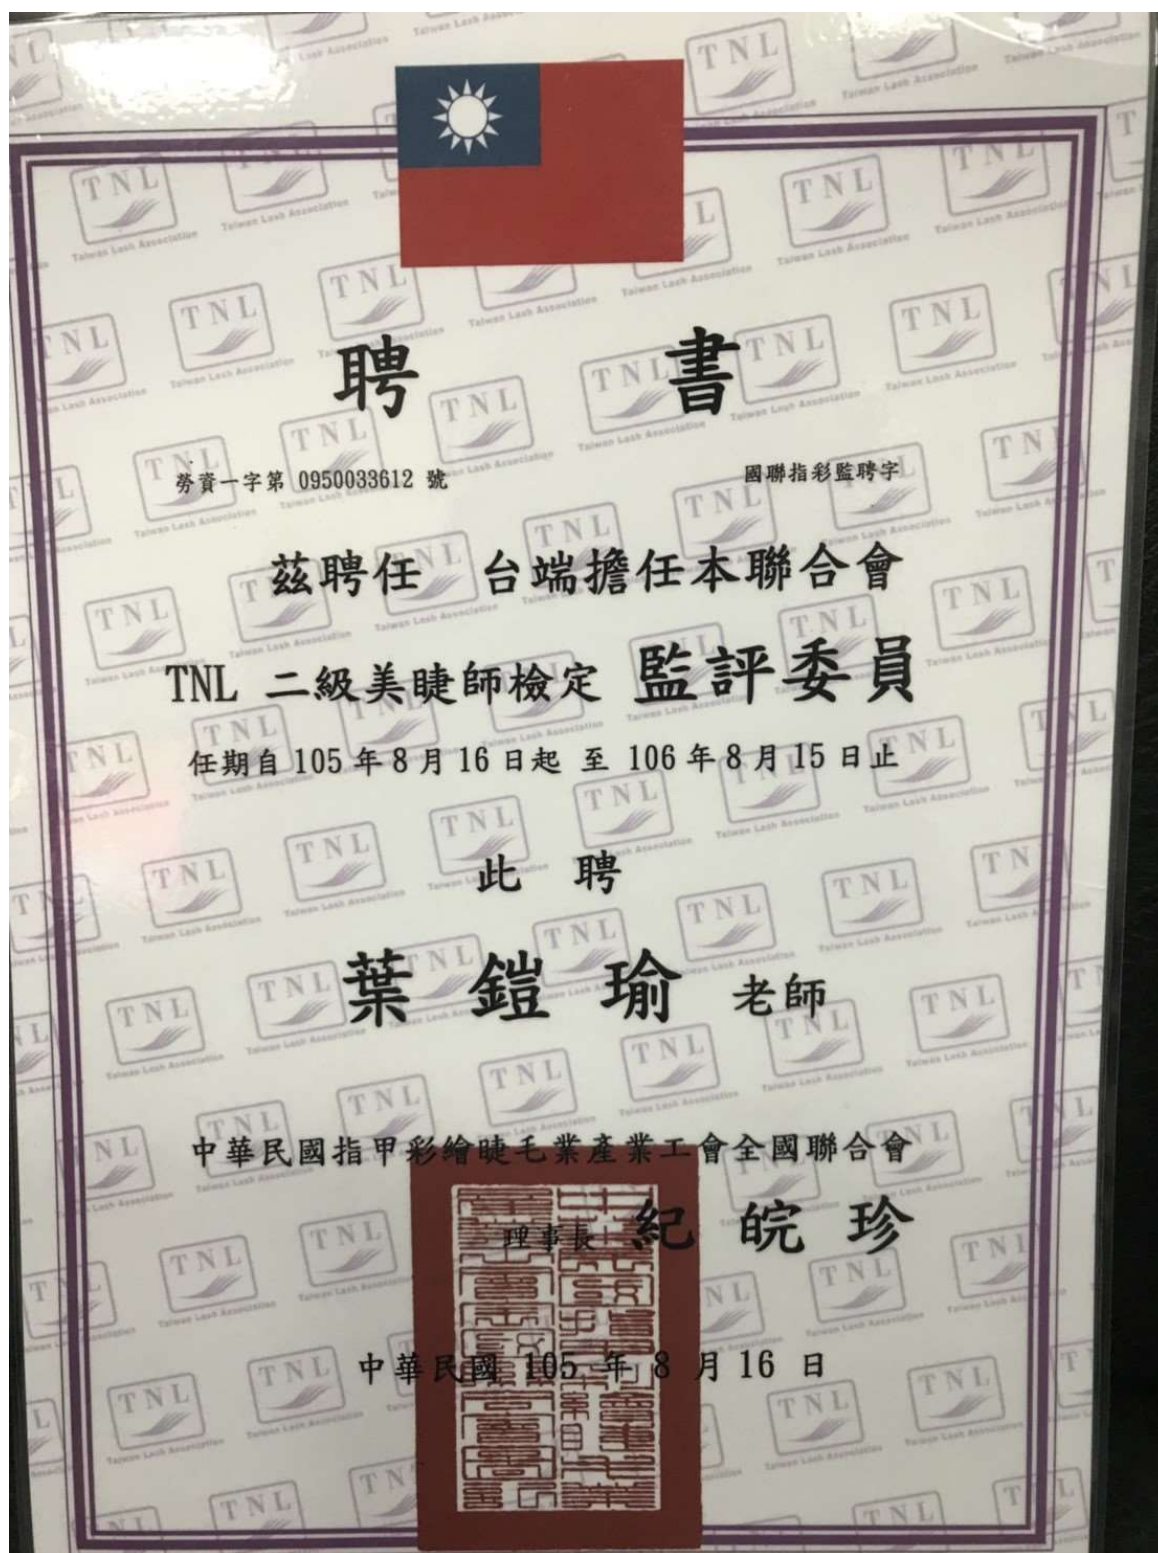 聘 書
勞資一字第 0950033612 號 國聯指彩監聘字
茲聘任 台端擔任本聯合會
TNL 二級美睫師檢定 監評委員
任期自 105 年 8 月 16 日起 至 106 年 8 月 15 日止
此 聘
葉 鎧 瑜 老師
中華民國指甲彩繪睫毛業產業工會全國聯合會
理事長 紀 皖 珍
中華民國 105 年 8 月 16 日
TNL
Taiwan Lash Association